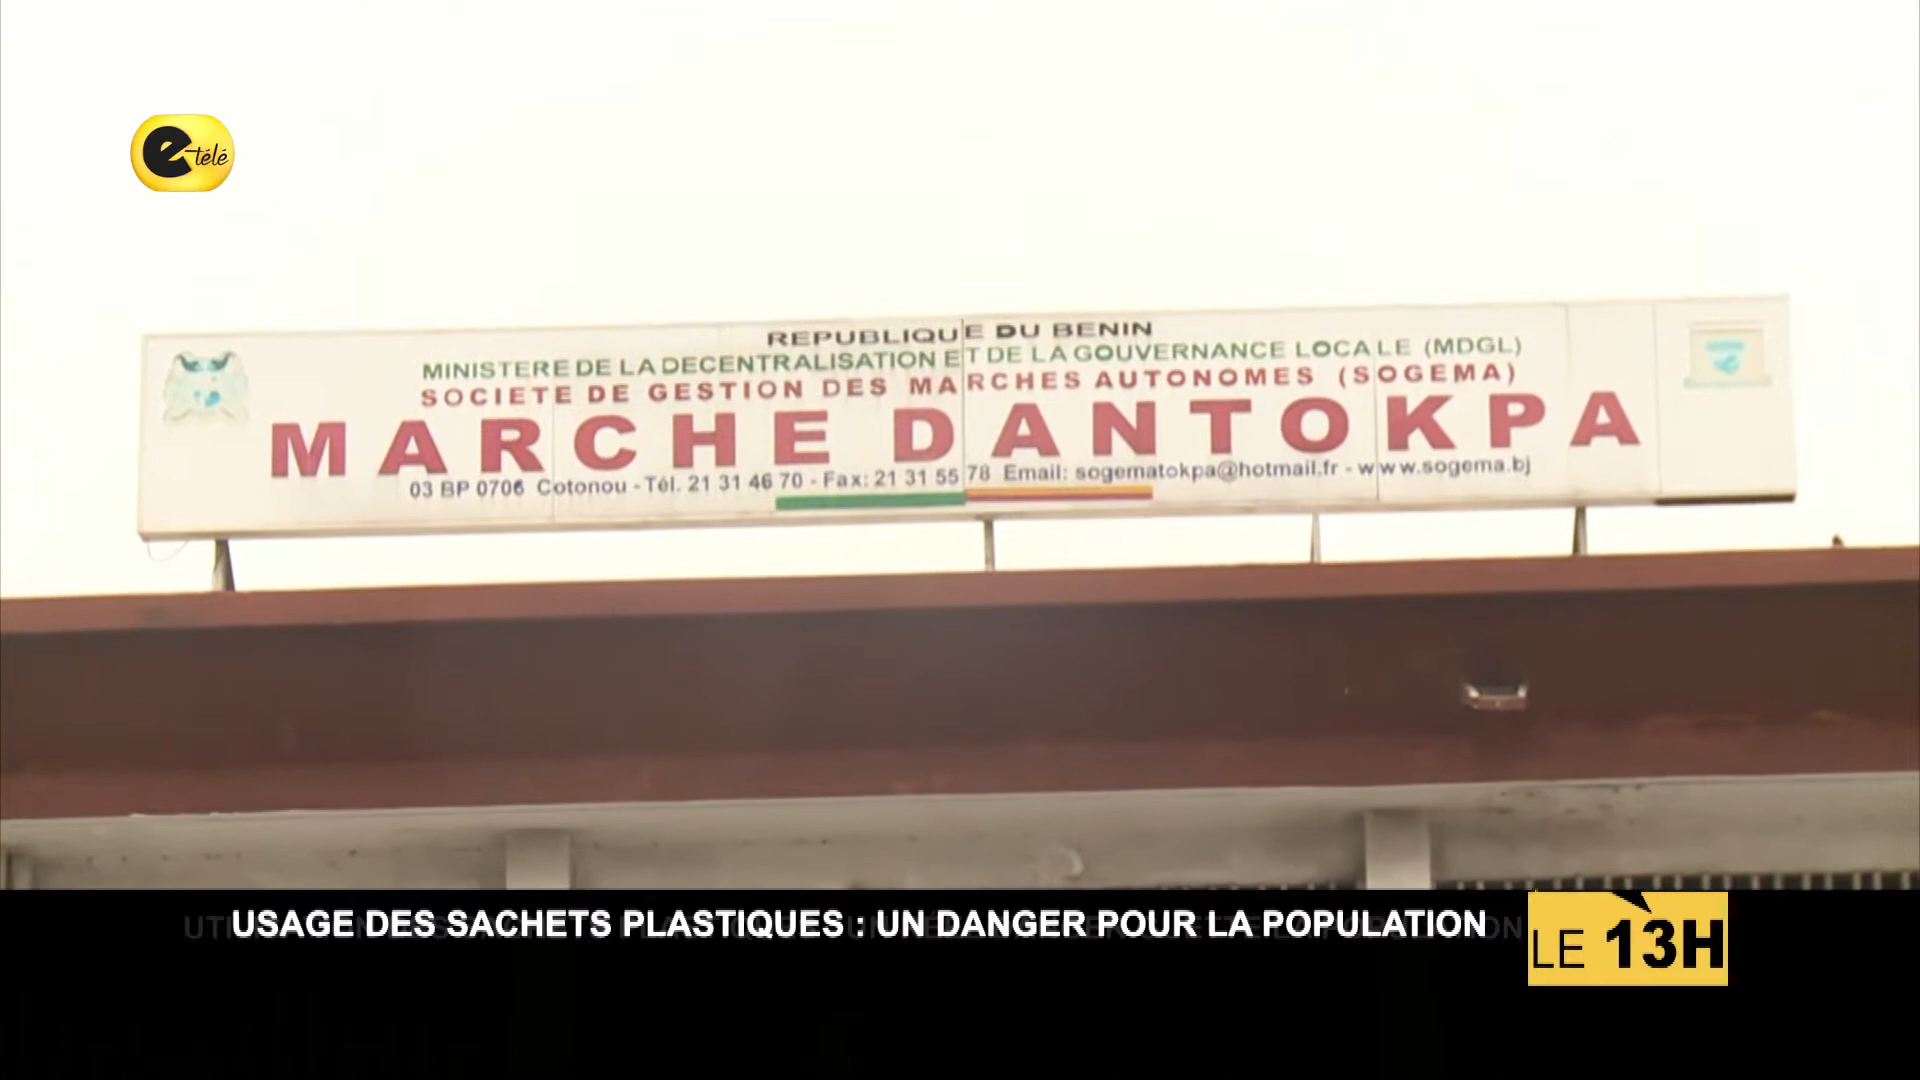 e télé
REPUBLIQUE DU BENIN
MINISTERE DE LA DECENTRALISATION ET DE LA GOUVERNANCE LOCALE (MDGL)
SOCIETE DE GESTION DES MARCHES AUTONOMES (SOGEMA)
MARCHE DANTOKPA
03 BP 0706 Cotonou - Tél. 21 31 46 70 - Fax: 21 31 55 78 Email: sogematokpa@hotmail.fr - www.sogema.bj
USAGE DES SACHETS PLASTIQUES : UN DANGER POUR LA POPULATION
LE 13H